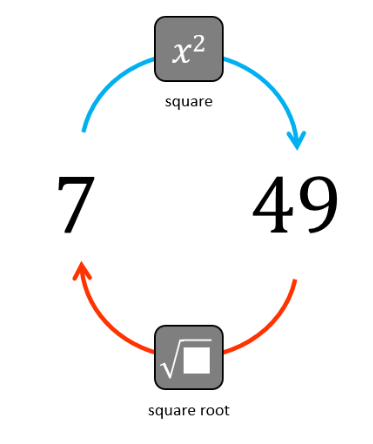 x²
square
7 49
√□
square root